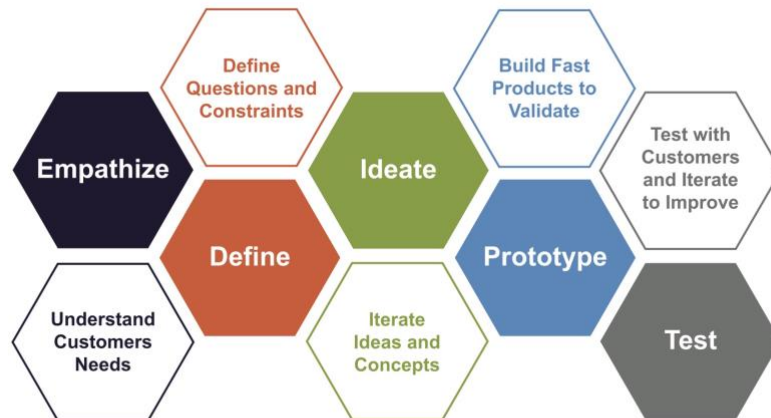 Define
Questions and
Constraints
Build Fast
Products to
Validate
Empathize
Ideate
Test with
Customers
and Iterate
to Improve
Define
Prototype
Understand
Customers
Needs
Iterate
Ideas and
Concepts
Test